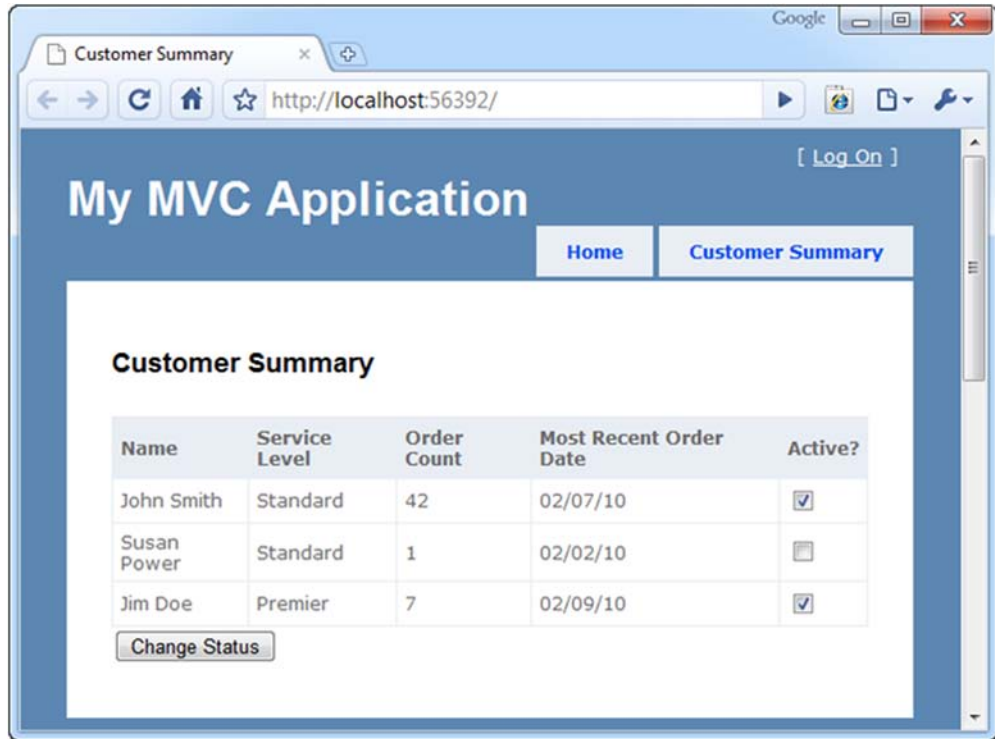 Google
Customer Summary
http://localhost:56392/
[ Log On ]
My MVC Application
Home Customer Summary
Customer Summary
Name Service Level Order Count Most Recent Order Date Active?
John Smith Standard 42 02/07/10
Susan Power Standard 1 02/02/10
Jim Doe Premier 7 02/09/10
Change Status